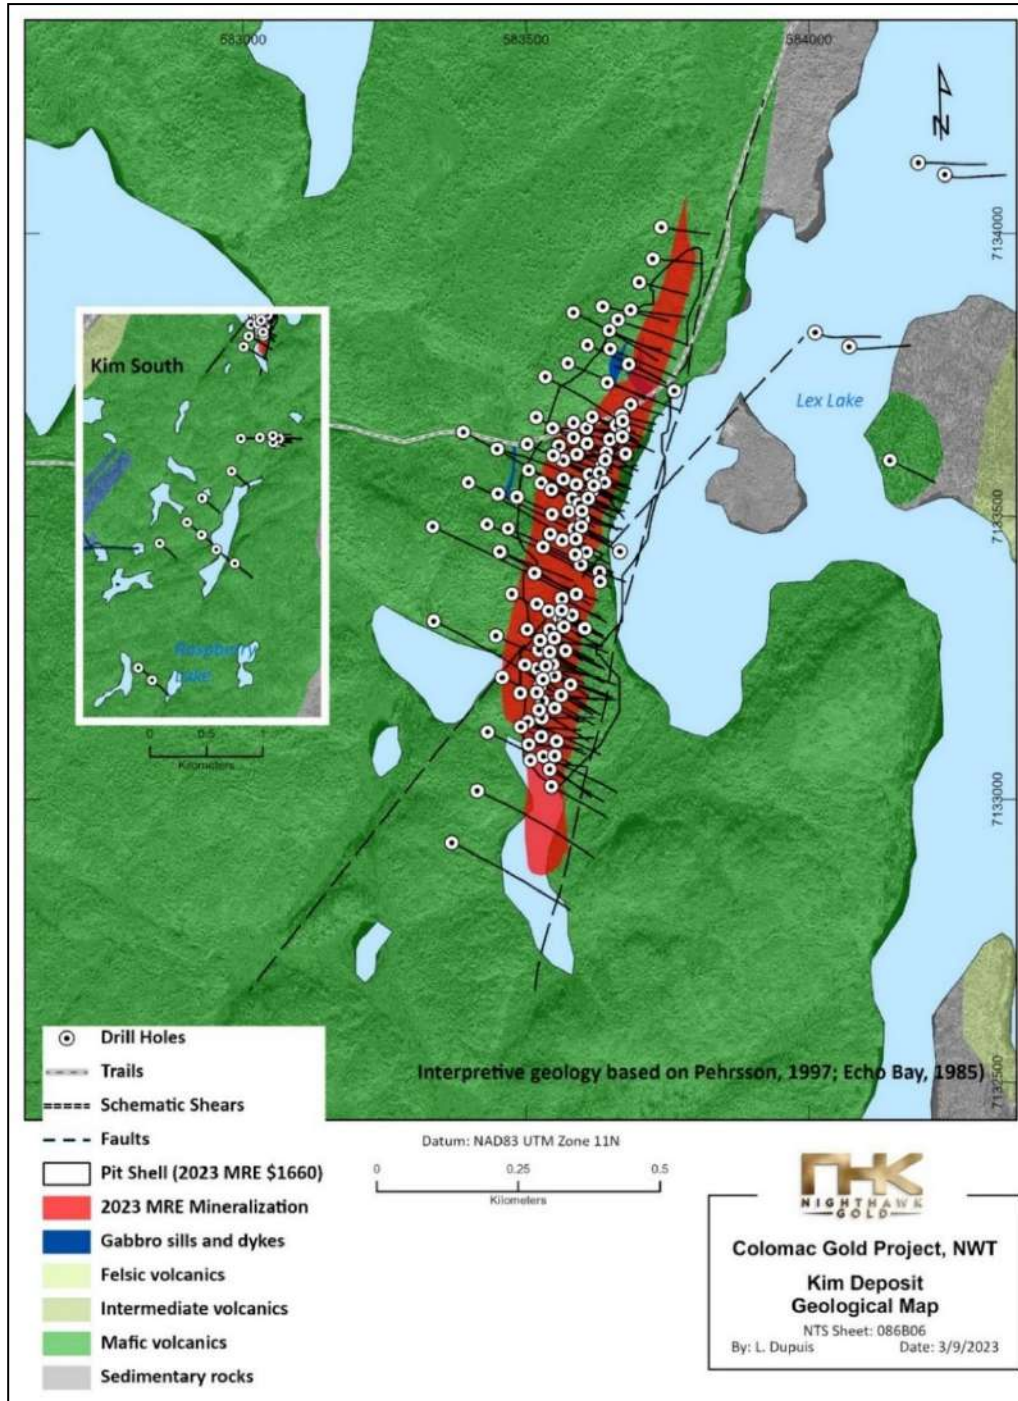 583000
583500
584000
7134000
Kim South
Lex Lake
7133500
Raspberry
Lake
0 0.5 1
Kilometers
7133000
7132500
Drill Holes
Trails
Interpretive geology based on Pehrsson, 1997; Echo Bay, 1985)
Schematic Shears
Faults
Datum: NAD83 UTM Zone 11N
Pit Shell (2023 MRE $1660)
0 0.25 0.5
Kilometers
2023 MRE Mineralization
Gabbro sills and dykes
Felsic volcanics
Intermediate volcanics
Mafic volcanics
Sedimentary rocks
NHK
NIGHTHAWK
GOLD
Colomac Gold Project, NWT
Kim Deposit
Geological Map
NTS Sheet: 086B06
By: L. Dupuis Date: 3/9/2023
N